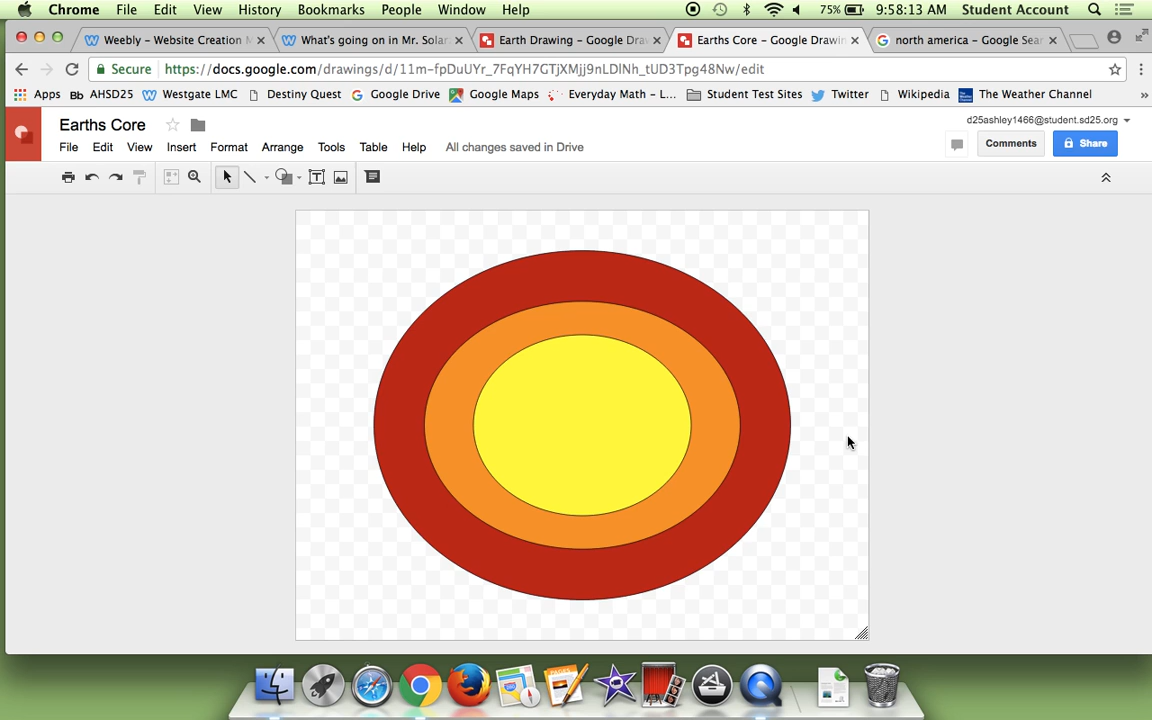 Chrome File Edit View History Bookmarks People Window Help 75% 9:58:13 AM Student Account
Weebly – Website Creation M What's going on in Mr. Solar Earth Drawing – Google Draw Earths Core – Google Drawin north america – Google Sear
Secure https://docs.google.com/drawings/d/11m-fpDuUYr_7FqYH7GTjXMjj9nLDlNh_tUD3Tpg48Nw/edit
Apps Bb AHSD25 Westgate LMC Destiny Quest Google Drive Google Maps Everyday Math – L... Student Test Sites Twitter Wikipedia The Weather Channel »
Earths Core d25ashley1466@student.sd25.org
File Edit View Insert Format Arrange Tools Table Help All changes saved in Drive Comments Share